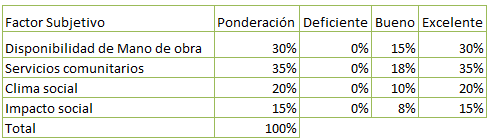 Factor Subjetivo Ponderación Deficiente Bueno Excelente
Disponibilidad de Mano de obra 30% 0% 15% 30%
Servicios comunitarios 35% 0% 18% 35%
Clima social 20% 0% 10% 20%
Impacto social 15% 0% 8% 15%
Total 100%